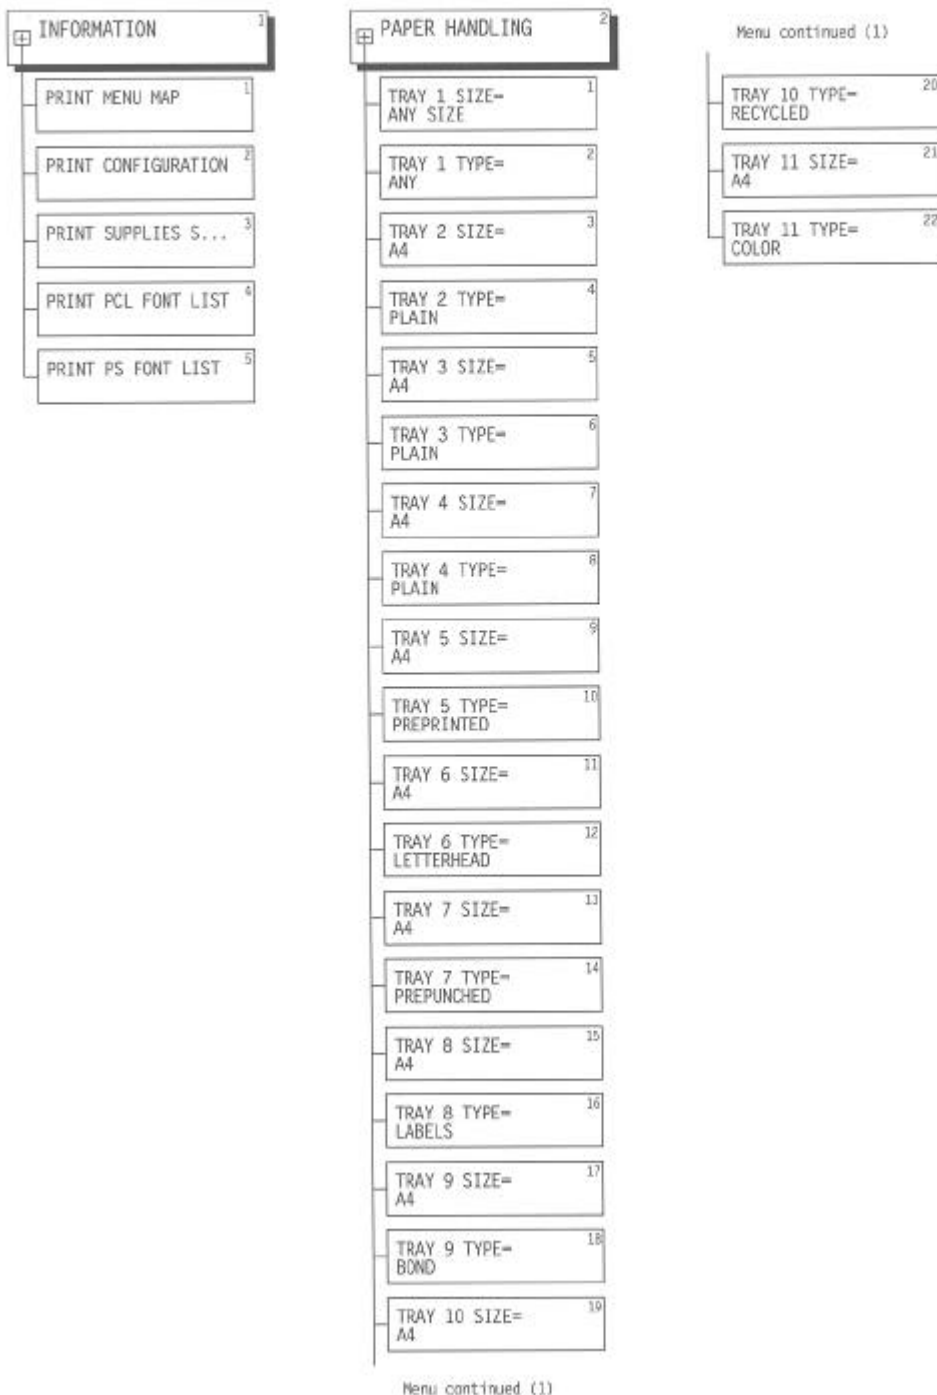 INFORMATION 1
PRINT MENU MAP 1
PRINT CONFIGURATION 2
PRINT SUPPLIES S... 3
PRINT PCL FONT LIST 4
PRINT PS FONT LIST 5
PAPER HANDLING 2
TRAY 1 SIZE= 1
ANY SIZE
TRAY 1 TYPE= 2
ANY
TRAY 2 SIZE= 3
A4
TRAY 2 TYPE= 4
PLAIN
TRAY 3 SIZE= 5
A4
TRAY 3 TYPE= 6
PLAIN
TRAY 4 SIZE= 7
A4
TRAY 4 TYPE= 8
PLAIN
TRAY 5 SIZE= 9
A4
TRAY 5 TYPE= 10
PREPRINTED
TRAY 6 SIZE= 11
A4
TRAY 6 TYPE= 12
LETTERHEAD
TRAY 7 SIZE= 13
A4
TRAY 7 TYPE= 14
PREPUNCHED
TRAY 8 SIZE= 15
A4
TRAY 8 TYPE= 16
LABELS
TRAY 9 SIZE= 17
A4
TRAY 9 TYPE= 18
BOND
TRAY 10 SIZE= 19
A4
Menu continued (1)
Menu continued (1)
TRAY 10 TYPE= 20
RECYCLED
TRAY 11 SIZE= 21
A4
TRAY 11 TYPE= 22
COLOR